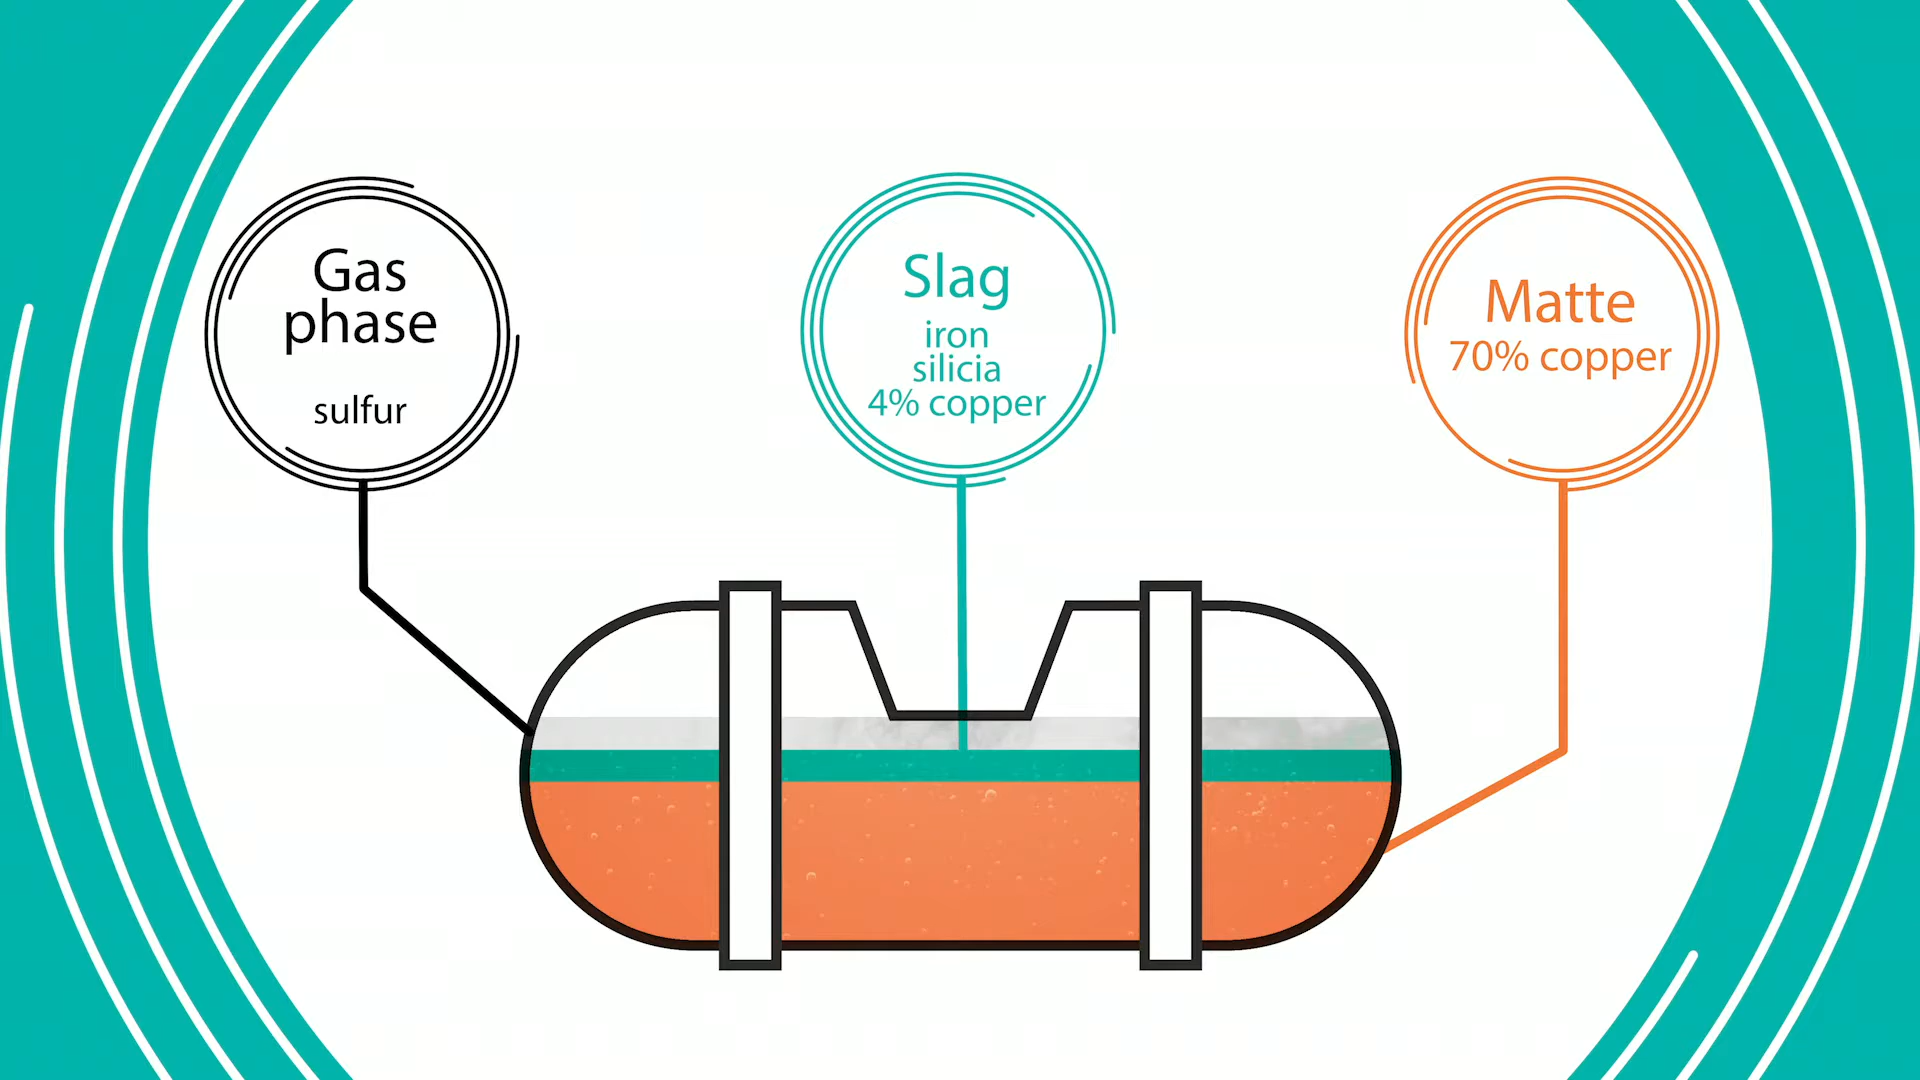 Gas
phase
sulfur
Slag
iron
silicia
4% copper
Matte
70% copper